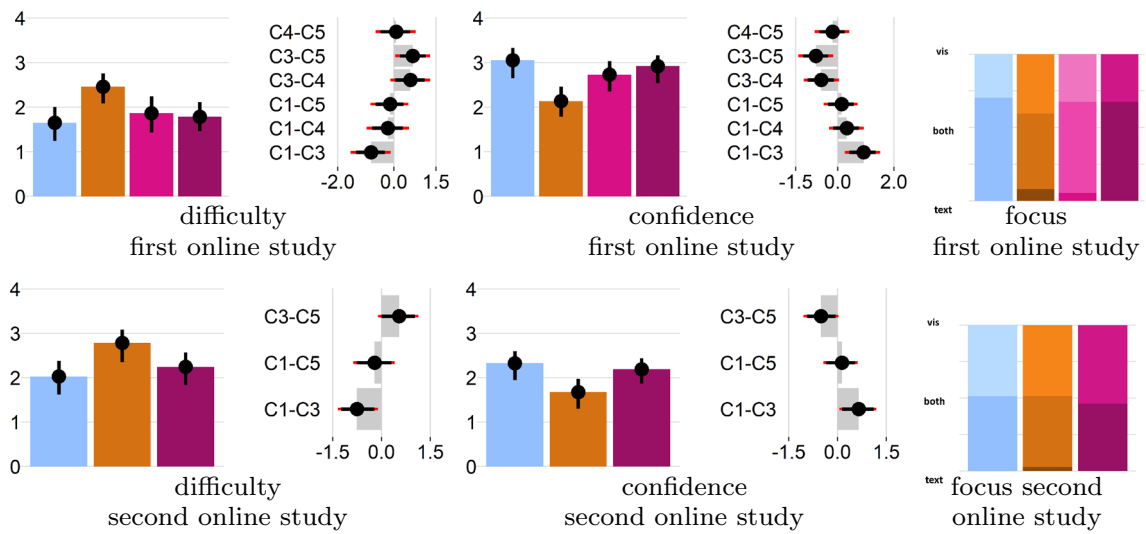 4
3
2
1
0
C4-C5
C3-C5
C3-C4
C1-C5
C1-C4
C1-C3
-2.0 0.0 1.5
difficulty
first online study
4
3
2
1
0
C4-C5
C3-C5
C3-C4
C1-C5
C1-C4
C1-C3
-1.5 0.0 2.0
confidence
first online study
vis
both
text
focus
first online study
4
3
2
1
0
C3-C5
C1-C5
C1-C3
-1.5 0.0 1.5
difficulty
second online study
4
3
2
1
0
C3-C5
C1-C5
C1-C3
-1.5 0.0 1.5
confidence
second online study
vis
both
text
focus second
online study